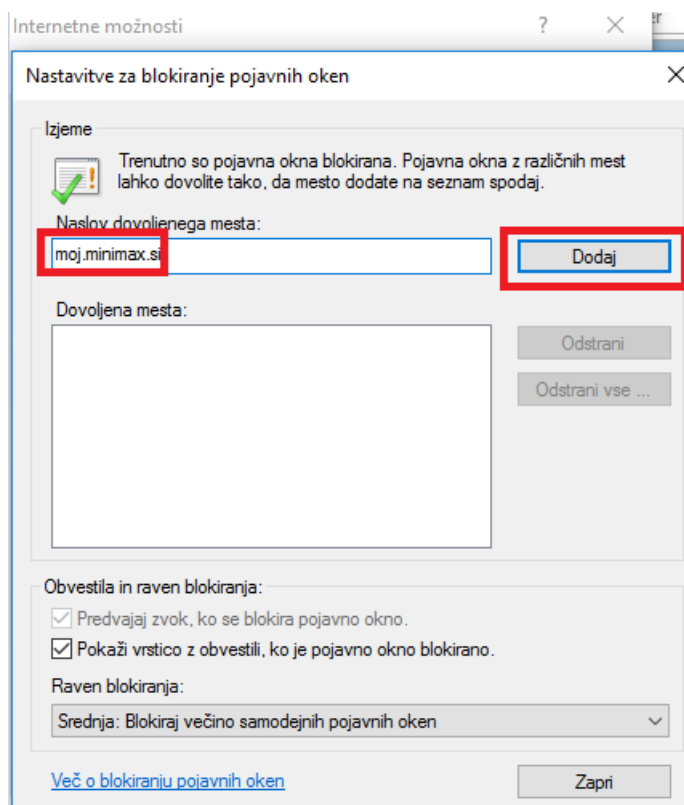 Internetne možnosti
?
er
Nastavitve za blokiranje pojavnih oken
Izjeme
Trenutno so pojavna okna blokirana. Pojavna okna z različnih mest
lahko dovolite tako, da mesto dodate na seznam spodaj.
Naslov dovoljenega mesta:
moj.minimax.si
Dodaj
Dovoljena mesta:
Odstrani
Odstrani vse ...
Obvestila in raven blokiranja:
Predvajaj zvok, ko se blokira pojavno okno.
Pokaži vrstico z obvestili, ko je pojavno okno blokirano.
Raven blokiranja:
Srednja: Blokiraj večino samodejnih pojavnih oken
Več o blokiranju pojavnih oken
Zapri